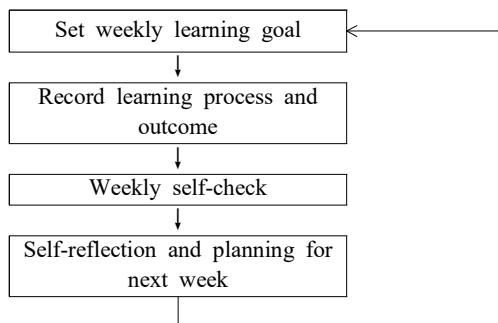 Set weekly learning goal
Record learning process and
outcome
Weekly self-check
Self-reflection and planning for
next week